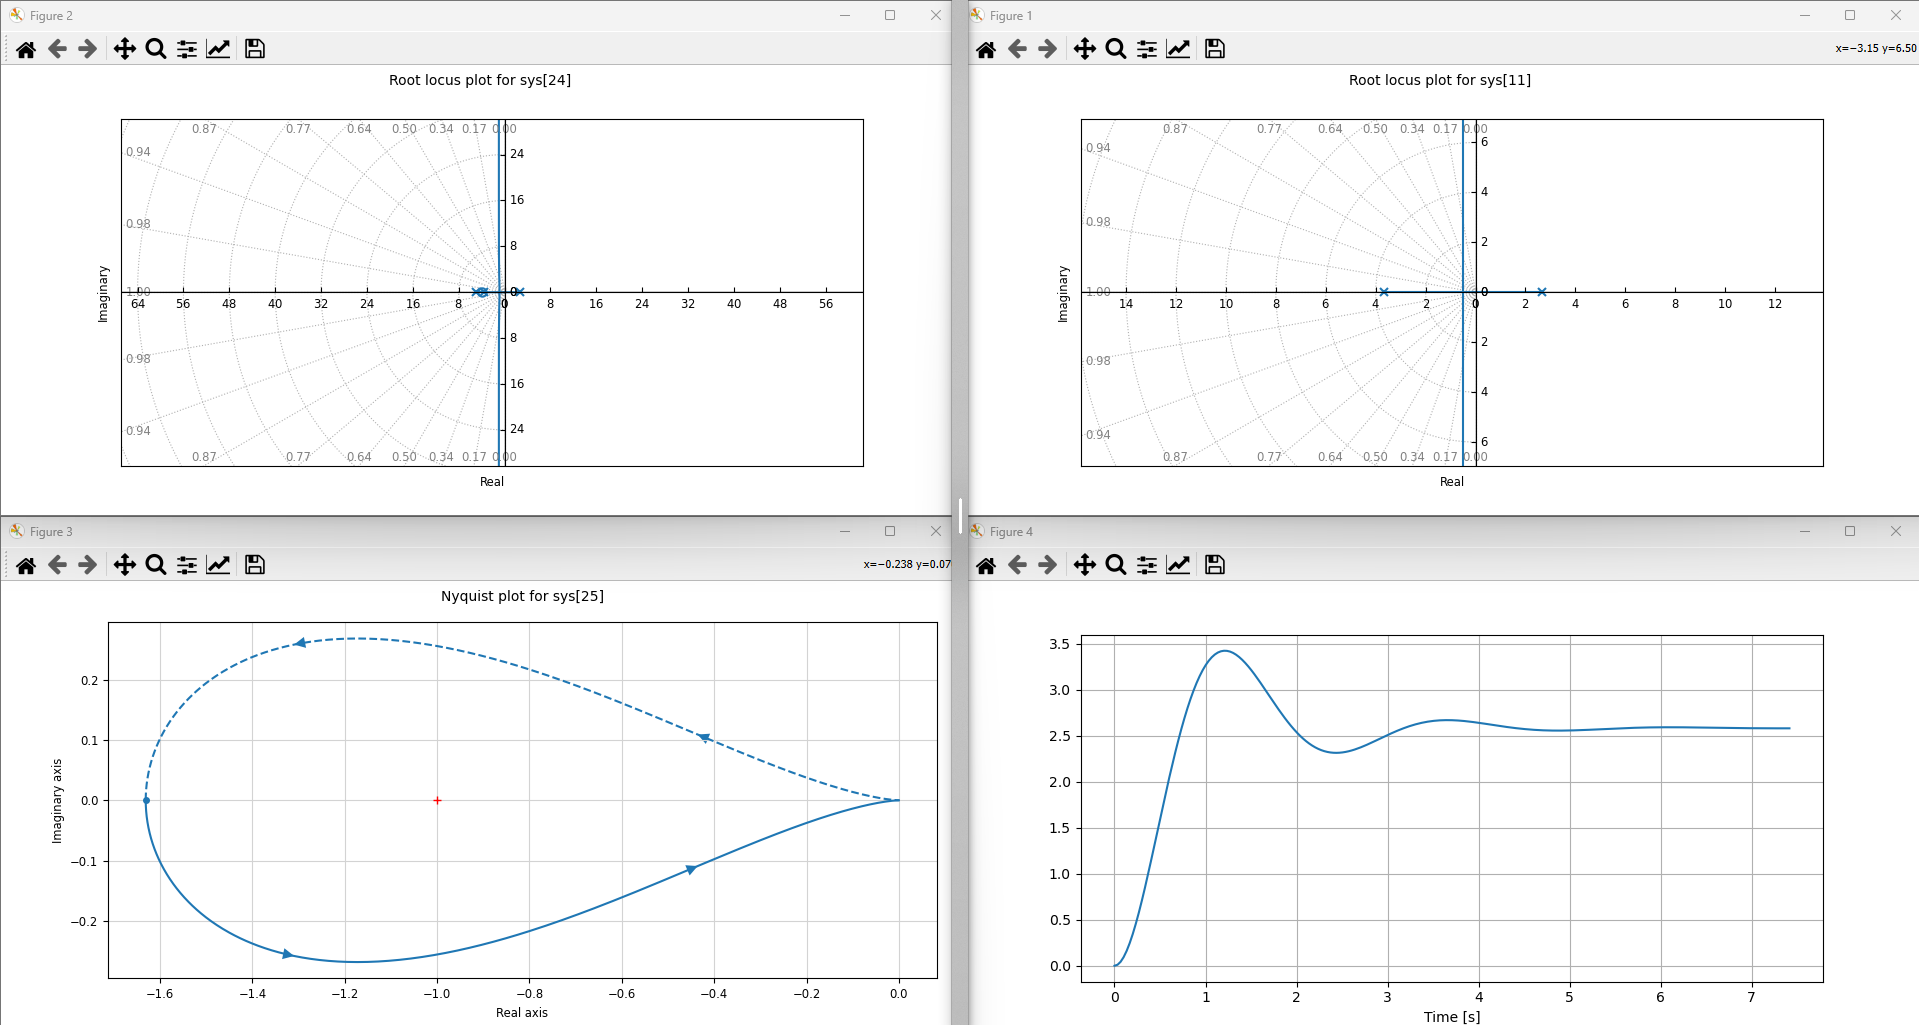 Figure 2
Root locus plot for sys[24]
0.87 0.77 0.64 0.50 0.34 0.17 0.00
0.94
24
0.98
16
8
Imaginary
1.00
0
64 56 48 40 32 24 16 8 0 8 16 24 32 40 48 56
8
0.98
16
0.94
24
0.87 0.77 0.64 0.50 0.34 0.17 0.00
Real
Figure 1
x=−3.15 y=6.50
Root locus plot for sys[11]
0.87 0.77 0.64 0.50 0.34 0.17 0.00
0.94
6
4
0.98
2
Imaginary
1.00
0
14 12 10 8 6 4 2 0 2 4 6 8 10 12
2
0.98
4
0.94
6
0.87 0.77 0.64 0.50 0.34 0.17 0.00
Real
Figure 3
x=−0.238 y=0.07
Nyquist plot for sys[25]
0.2
0.1
Imaginary axis
0.0
−0.1
−0.2
−1.6 −1.4 −1.2 −1.0 −0.8 −0.6 −0.4 −0.2 0.0
Real axis
Figure 4
3.5
3.0
2.5
2.0
1.5
1.0
0.5
0.0
0 1 2 3 4 5 6 7
Time [s]